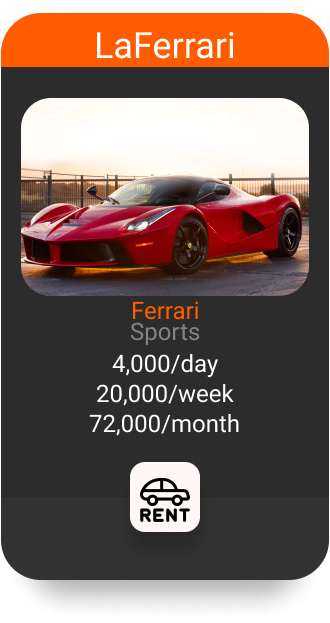 LaFerrari
Ferrari
Sports
4,000/day
20,000/week
72,000/month
RENT